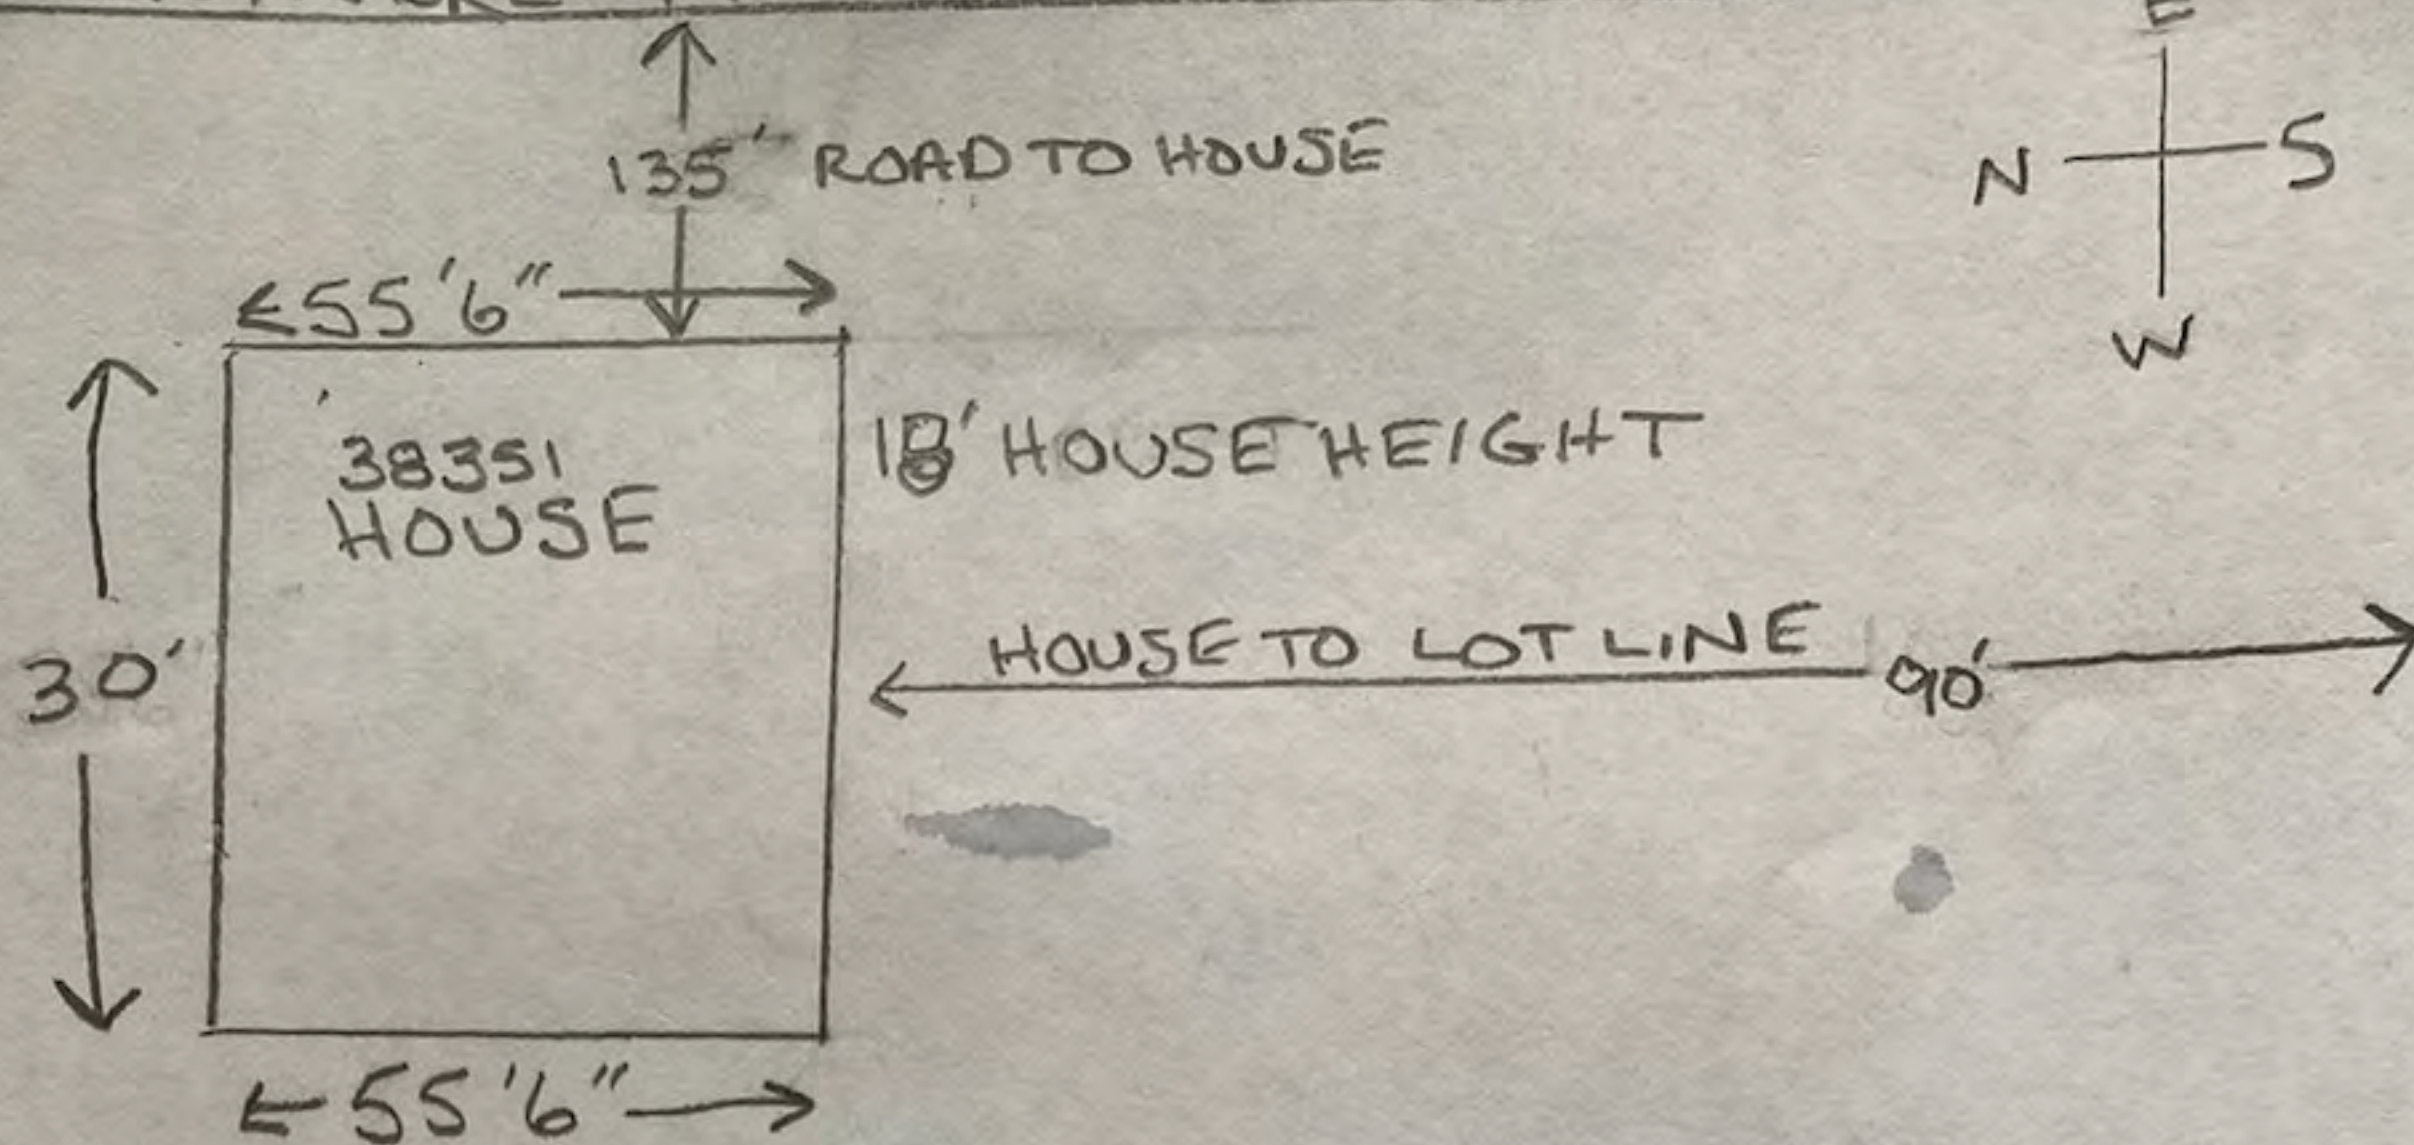 E
135' ROAD TO HOUSE
N S
W
55'6"
38351
HOUSE
18' HOUSE HEIGHT
30'
HOUSE TO LOT LINE 90'
55'6"